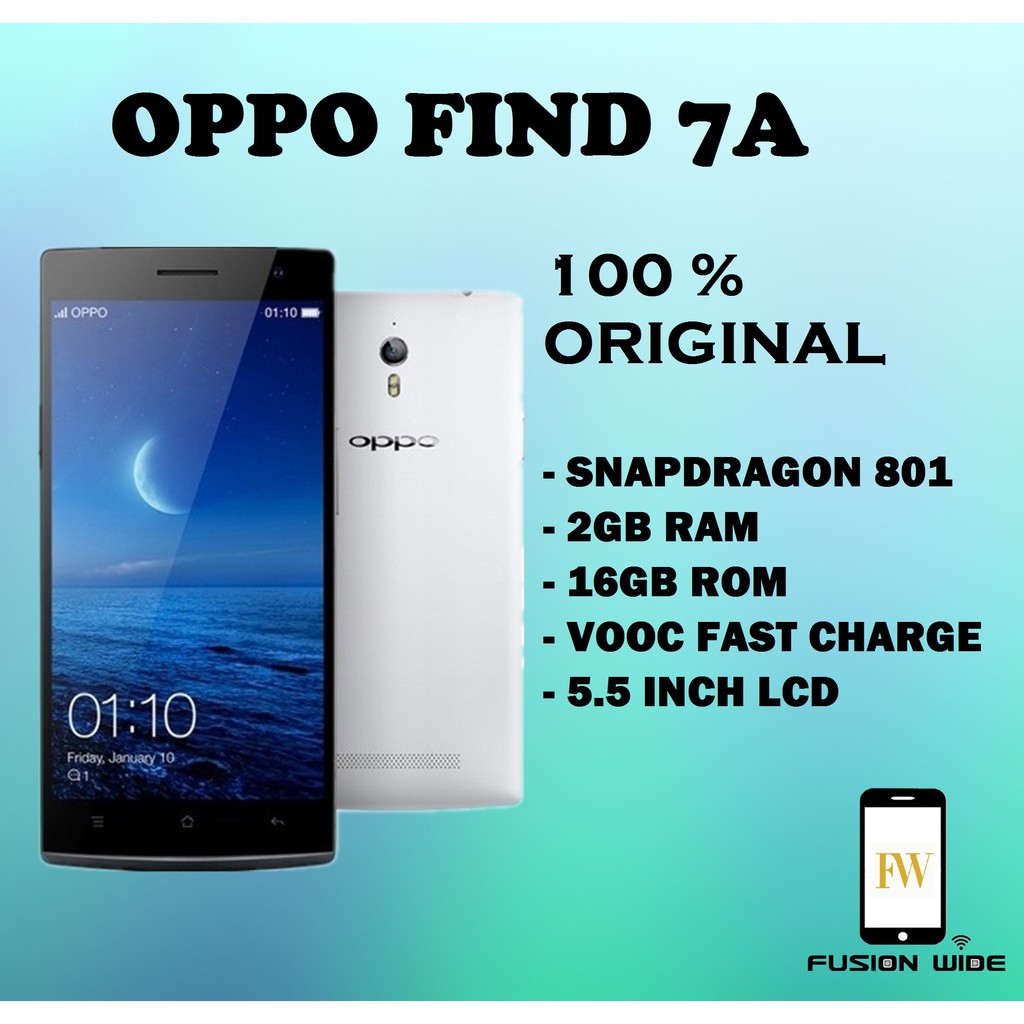 OPPO FIND 7A
100 %
ORIGINAL
OPPO 01:10
oppo
- SNAPDRAGON 801
- 2GB RAM
- 16GB ROM
- VOOC FAST CHARGE
- 5.5 INCH LCD
01:10
Friday, January 10
1
FW
FUSION WIDE